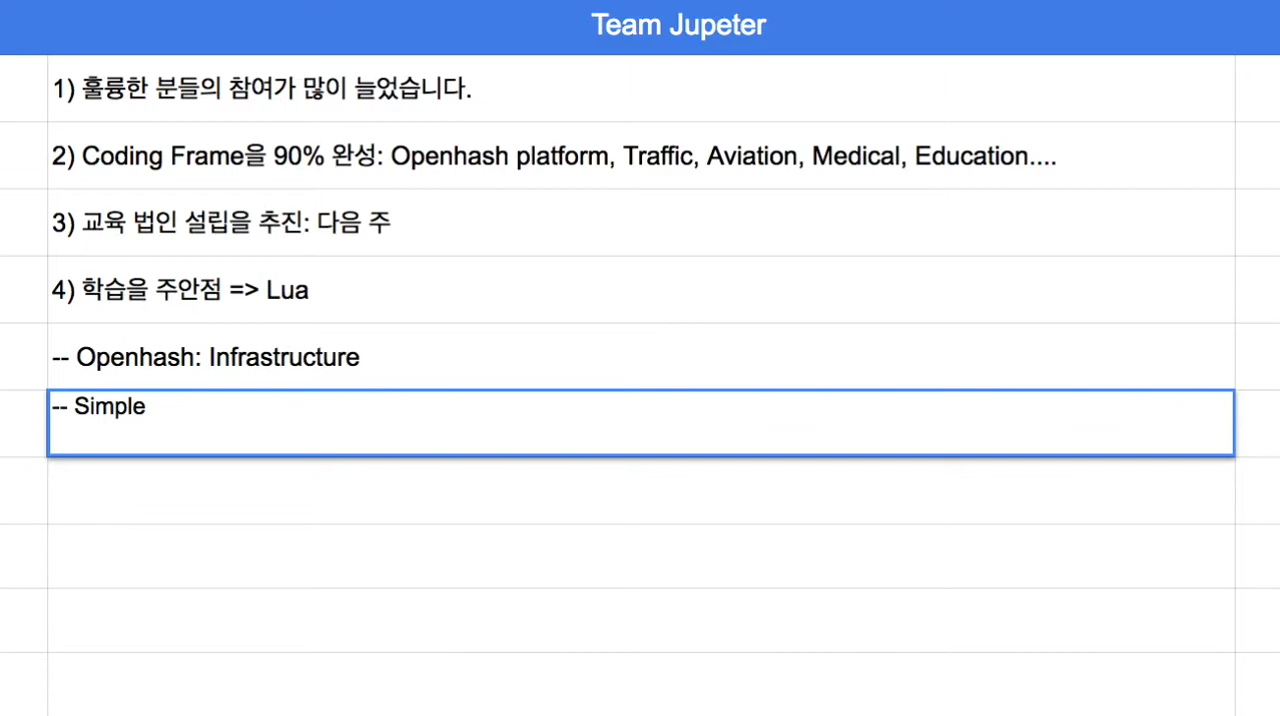 Team Jupeter
1) 훌륭한 분들의 참여가 많이 늘었습니다.
2) Coding Frame을 90% 완성: Openhash platform, Traffic, Aviation, Medical, Education....
3) 교육 법인 설립을 추진: 다음 주
4) 학습을 주안점 => Lua
-- Openhash: Infrastructure
-- Simple